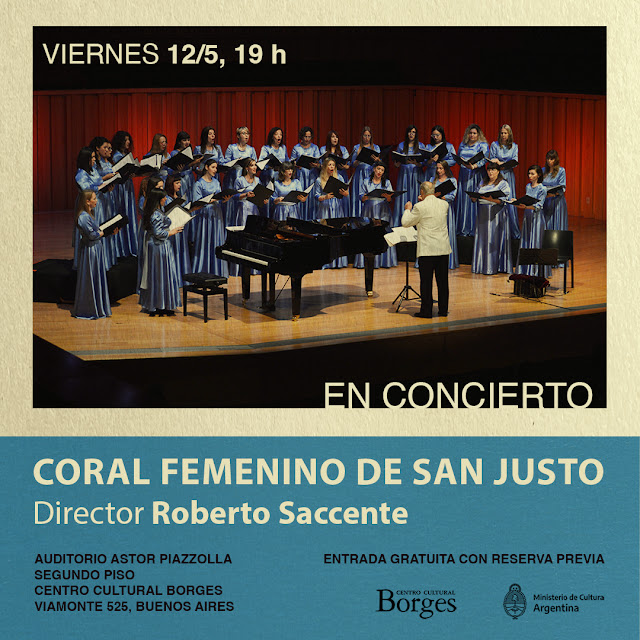 VIERNES 12/5, 19 h
EN CONCIERTO
CORAL FEMENINO DE SAN JUSTO
Director Roberto Saccente
AUDITORIO ASTOR PIAZZOLLA
SEGUNDO PISO
CENTRO CULTURAL BORGES
VIAMONTE 525, BUENOS AIRES
ENTRADA GRATUITA CON RESERVA PREVIA
CENTRO CULTURAL
Borges
Ministerio de Cultura
Argentina